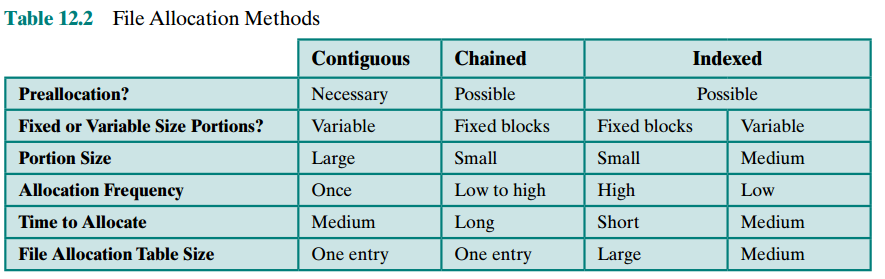 Table 12.2 File Allocation Methods
Contiguous Chained Indexed
Preallocation? Necessary Possible Possible
Fixed or Variable Size Portions? Variable Fixed blocks Fixed blocks Variable
Portion Size Large Small Small Medium
Allocation Frequency Once Low to high High Low
Time to Allocate Medium Long Short Medium
File Allocation Table Size One entry One entry Large Medium